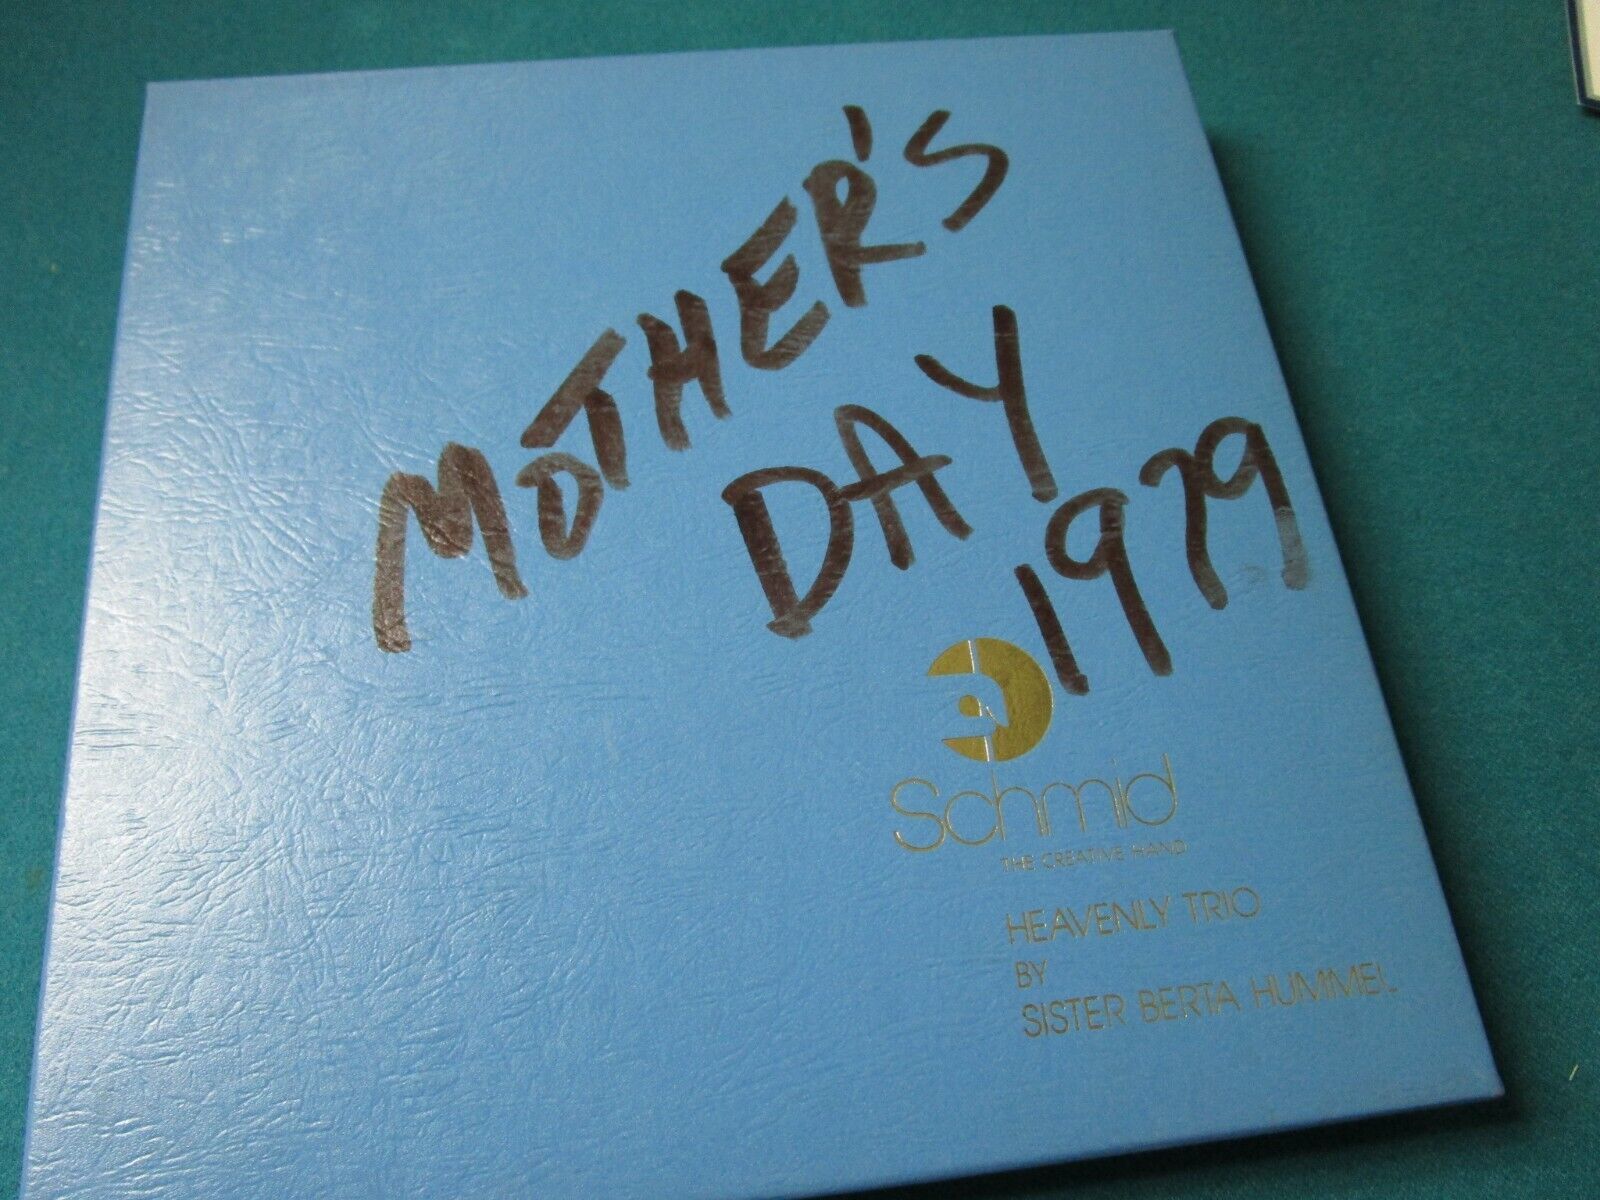 MOTHER'S
DAY
1979
Schmid
THE CREATIVE HAND
HEAVENLY TRIO
BY
SISTER BERTA HUMMEL